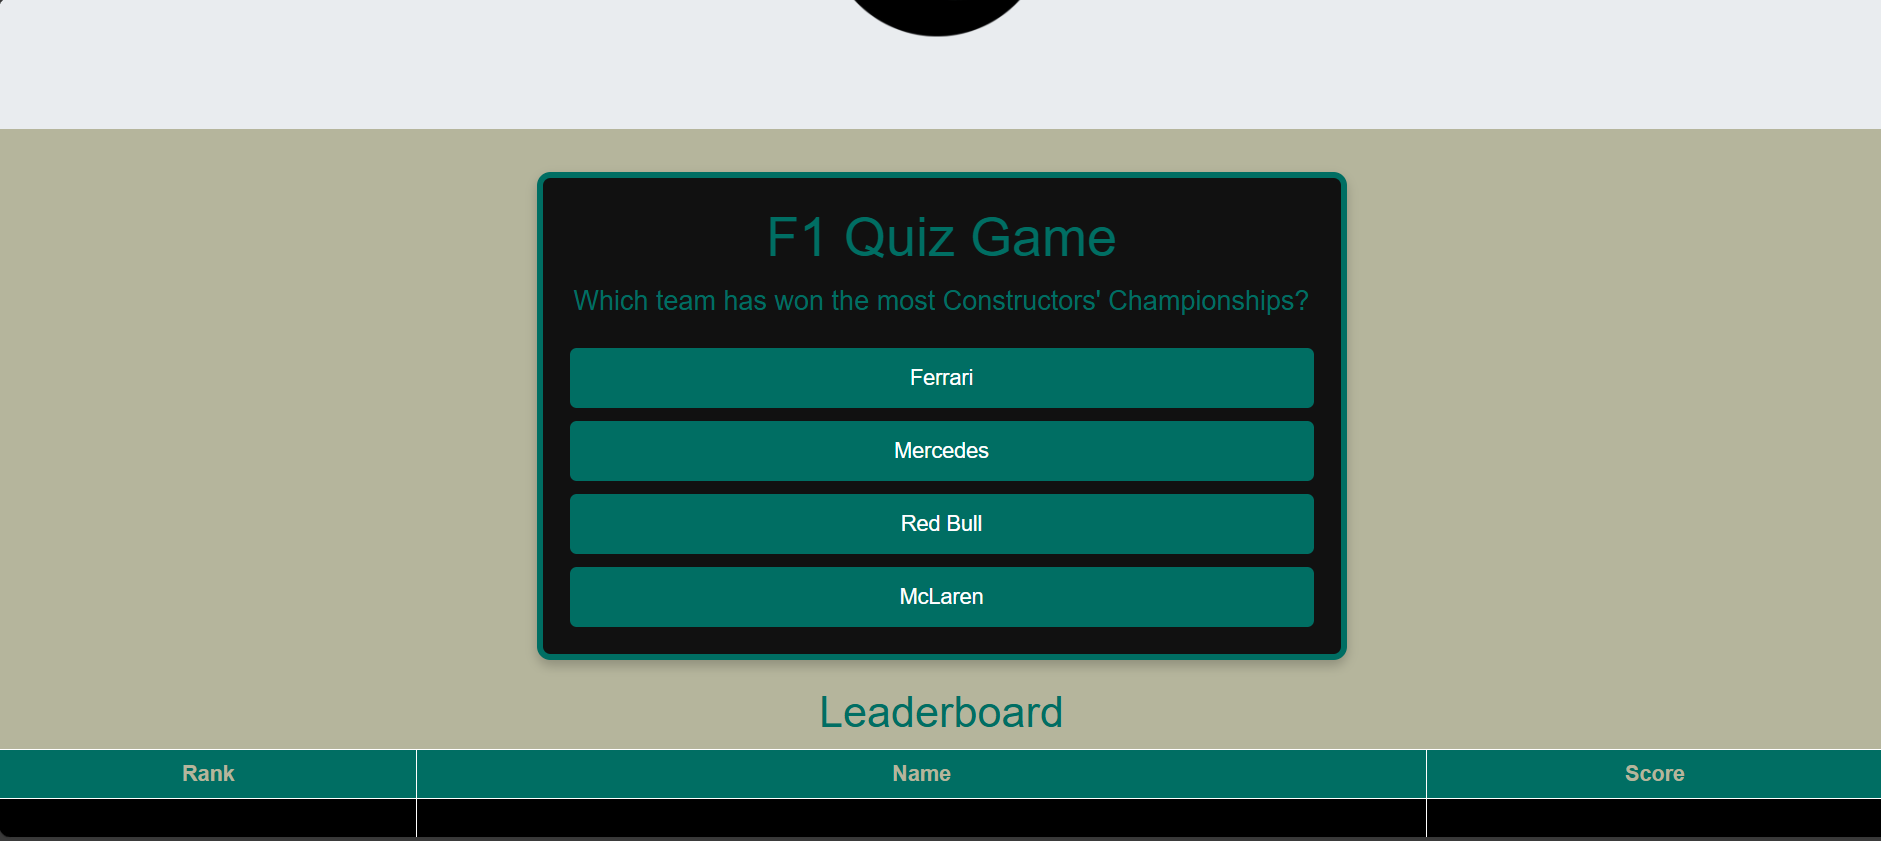 F1 Quiz Game
Which team has won the most Constructors' Championships?
Ferrari
Mercedes
Red Bull
McLaren
Leaderboard
Rank Name Score